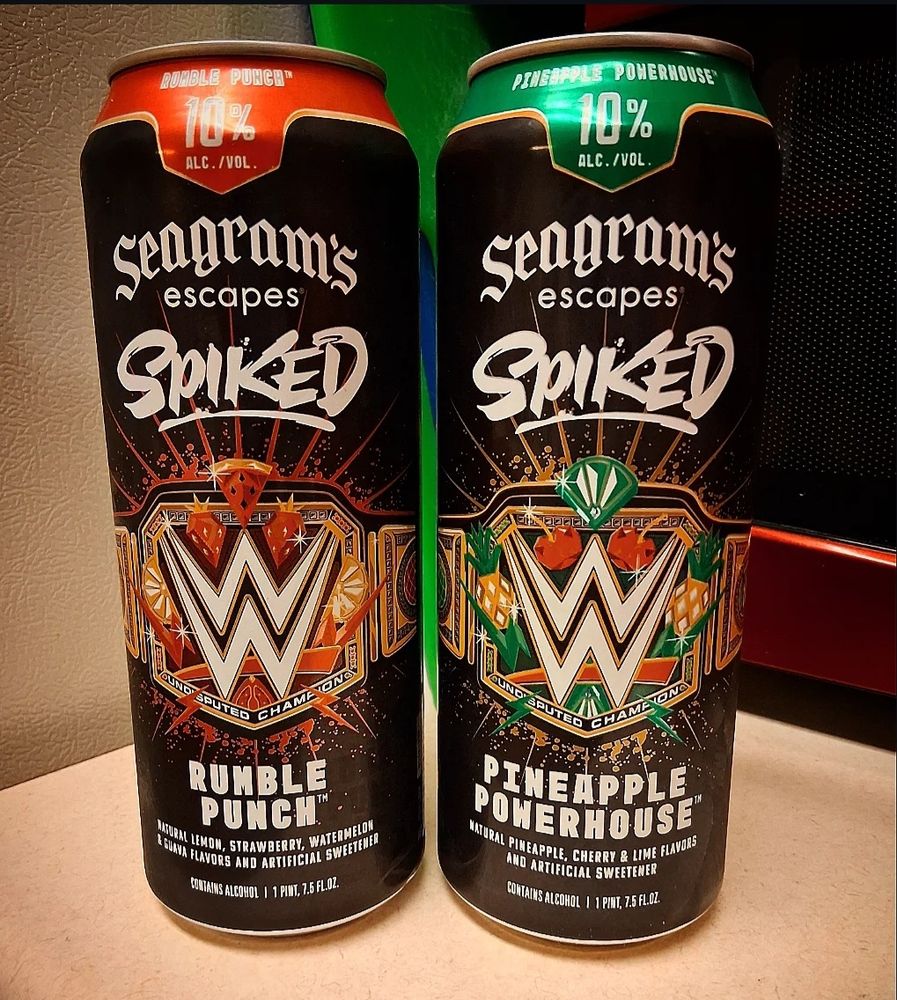 RUMBLE PUNCH™
10%
ALC./VOL.
Seagram's
escapes
SPIKED
W
UNDISPUTED CHAMPION
RUMBLE
PUNCH™
NATURAL LEMON, STRAWBERRY, WATERMELON
& GUAVA FLAVORS AND ARTIFICIAL SWEETENER
CONTAINS ALCOHOL | 1 PINT, 7.5 FL.OZ.
PINEAPPLE POWERHOUSE™
10%
ALC./VOL.
Seagram's
escapes
SPIKED
W
UNDISPUTED CHAMPION
PINEAPPLE
POWERHOUSE™
NATURAL PINEAPPLE, CHERRY & LIME FLAVORS
AND ARTIFICIAL SWEETENER
CONTAINS ALCOHOL | 1 PINT, 7.5 FL.OZ.